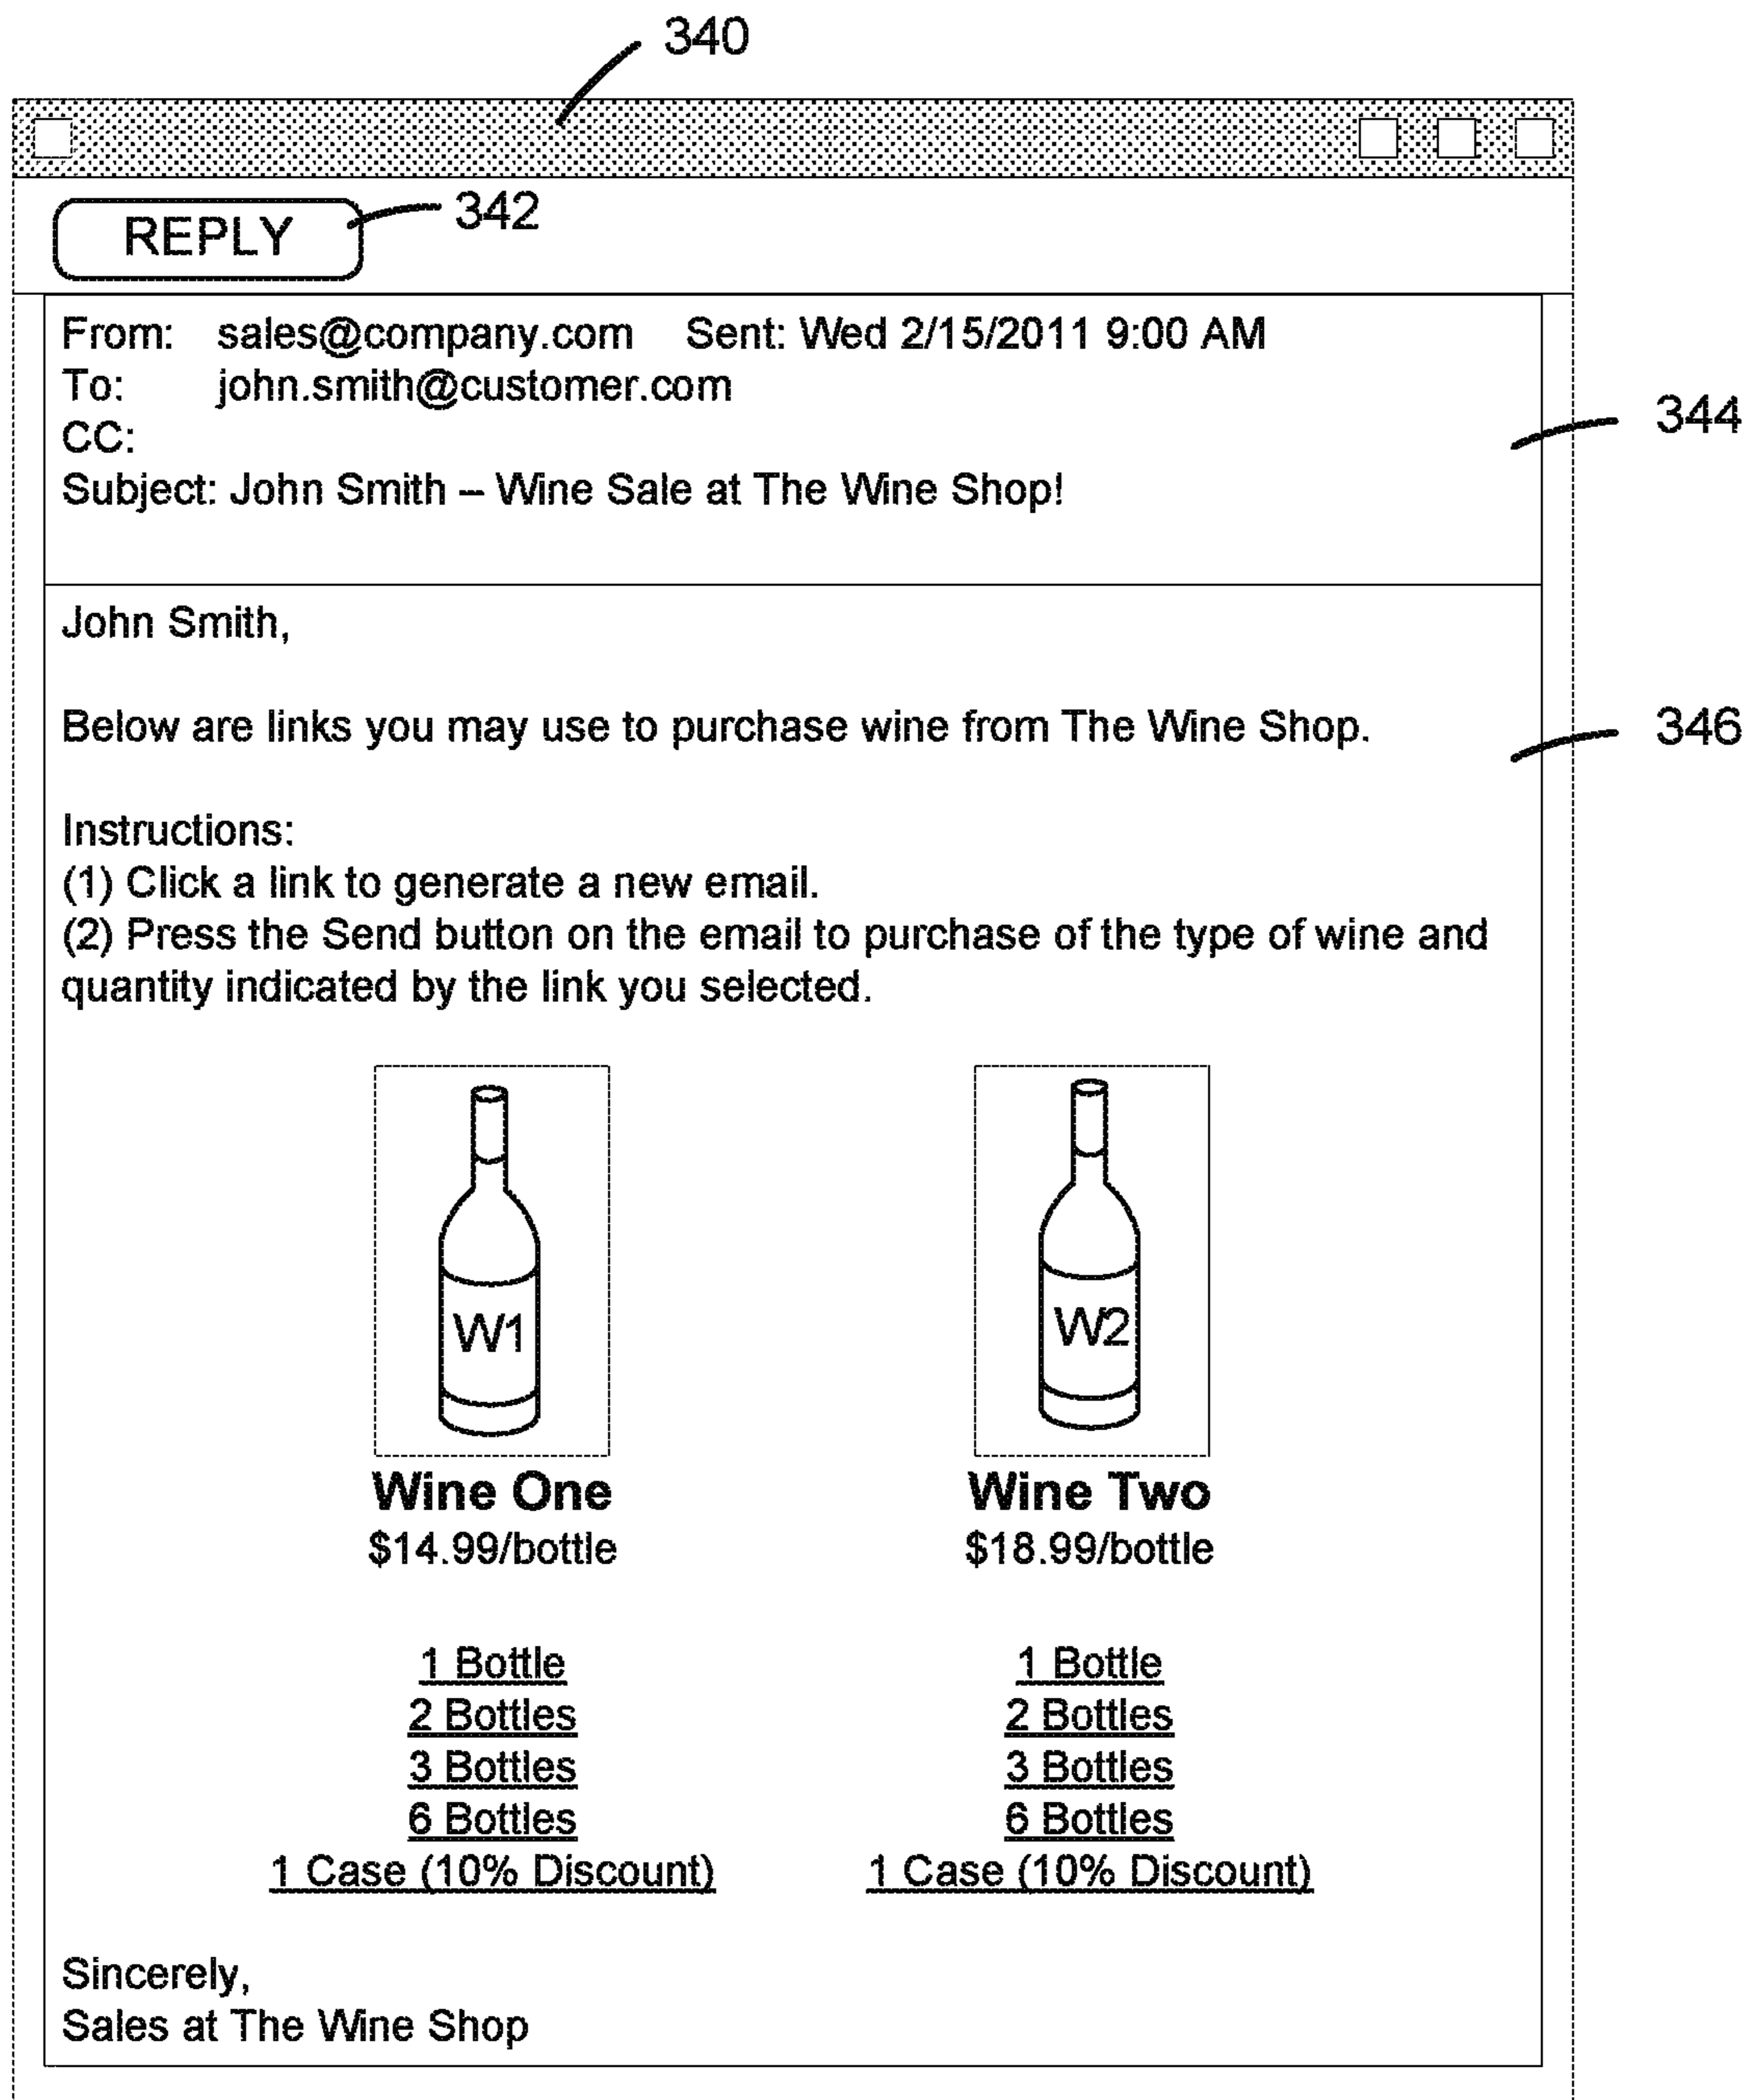 340
REPLY 342
From: sales@company.com Sent: Wed 2/15/2011 9:00 AM
To: john.smith@customer.com
344
CC:
Subject: John Smith – Wine Sale at The Wine Shop!
John Smith,
Below are links you may use to purchase wine from The Wine Shop.
346
Instructions:
(1) Click a link to generate a new email.
(2) Press the Send button on the email to purchase of the type of wine and
quantity indicated by the link you selected.
W1 W2
Wine One Wine Two
$14.99/bottle $18.99/bottle
1 Bottle 1 Bottle
2 Bottles 2 Bottles
3 Bottles 3 Bottles
6 Bottles 6 Bottles
1 Case (10% Discount) 1 Case (10% Discount)
Sincerely,
Sales at The Wine Shop